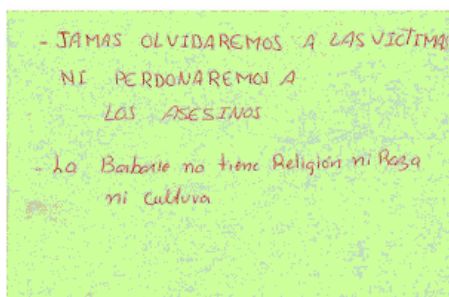 - JAMAS OLVIDAREMOS A LAS VICTIMAS
NI PERDONAREMOS A
LOS ASESINOS
- La Barbarie no tiene Religión ni Raza
ni cultura